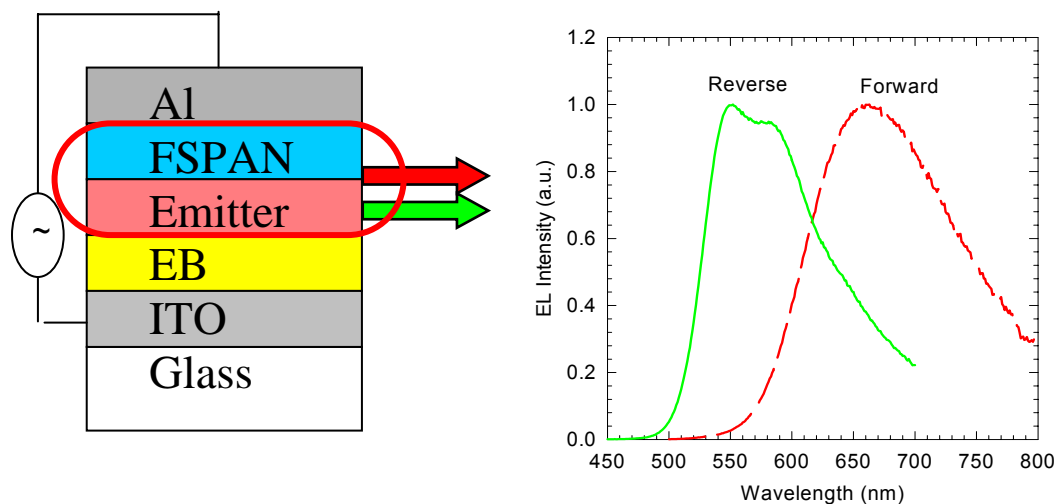 Al
FSPAN
Emitter
EB
ITO
Glass
~
1.2
1.0
0.8
0.6
0.4
0.2
0.0
EL Intensity (a.u.)
Reverse
Forward
450 500 550 600 650 700 750 800
Wavelength (nm)